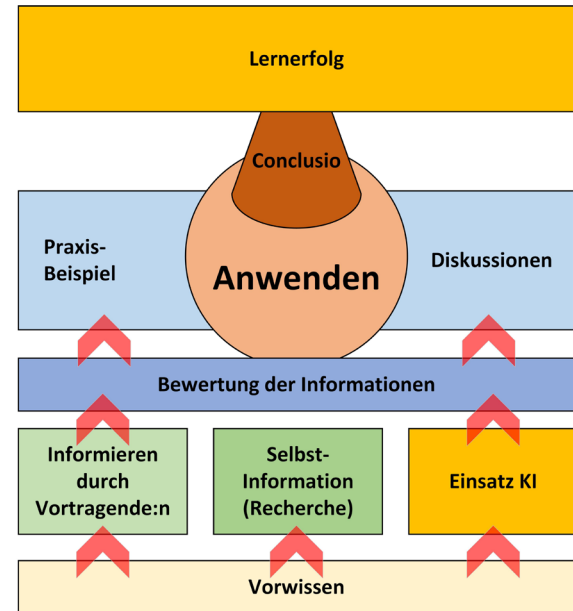 Lernerfolg
Conclusio
Praxis-
Beispiel
Anwenden
Diskussionen
Bewertung der Informationen
Informieren
durch
Vortragende:n
Selbst-
Information
(Recherche)
Einsatz KI
Vorwissen